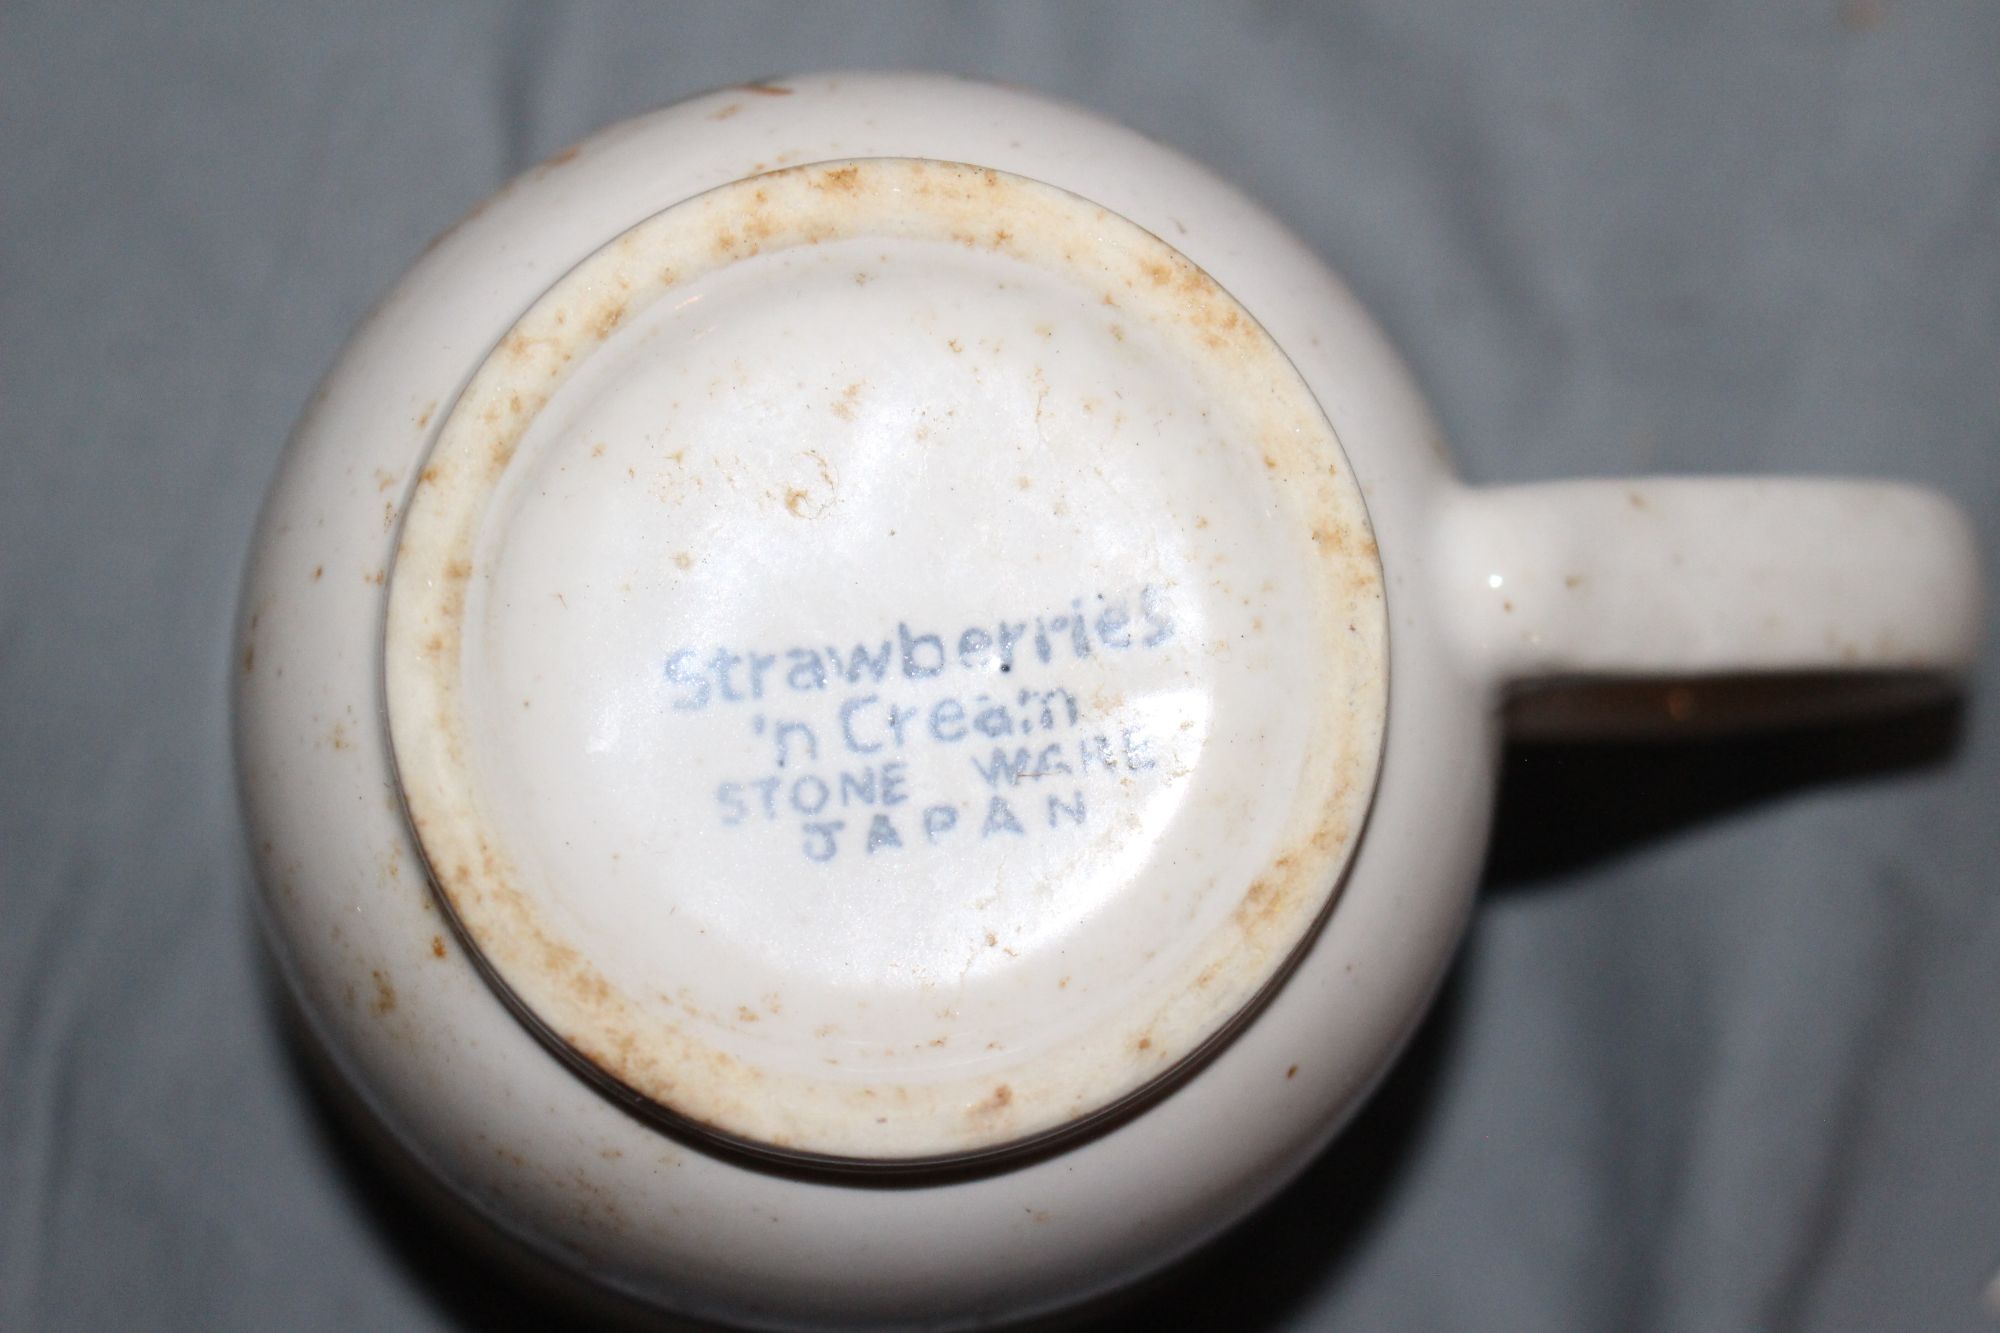 Strawberries
'n Cream
STONE WARE
JAPAN